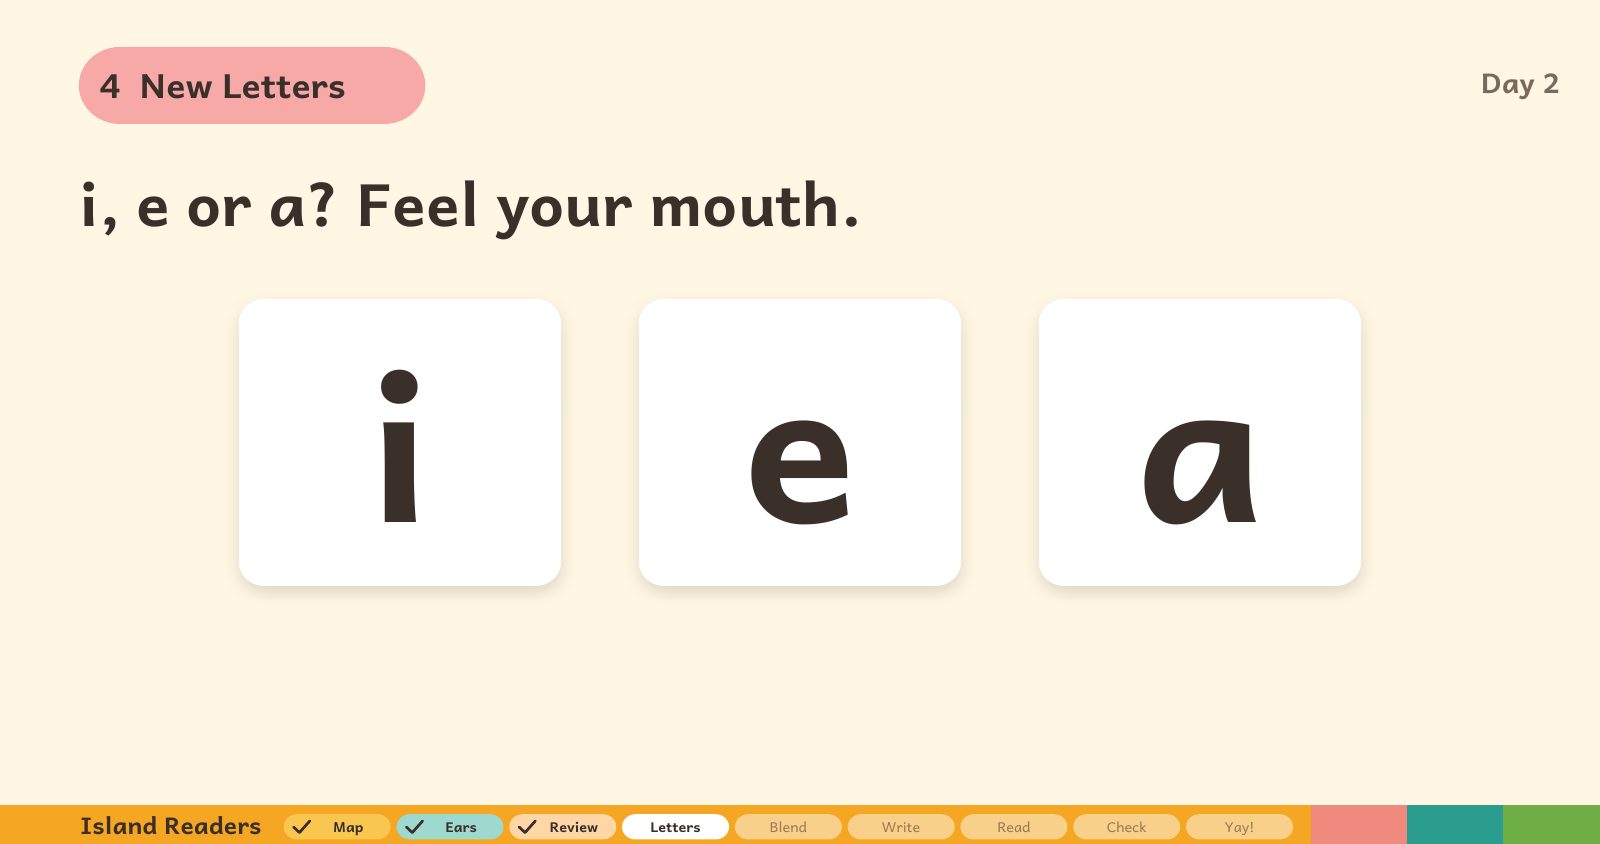 4 New Letters
Day 2
i, e or a? Feel your mouth.
i
e
a
Island Readers
Map
Ears
Review
Letters
Blend
Write
Read
Check
Yay!